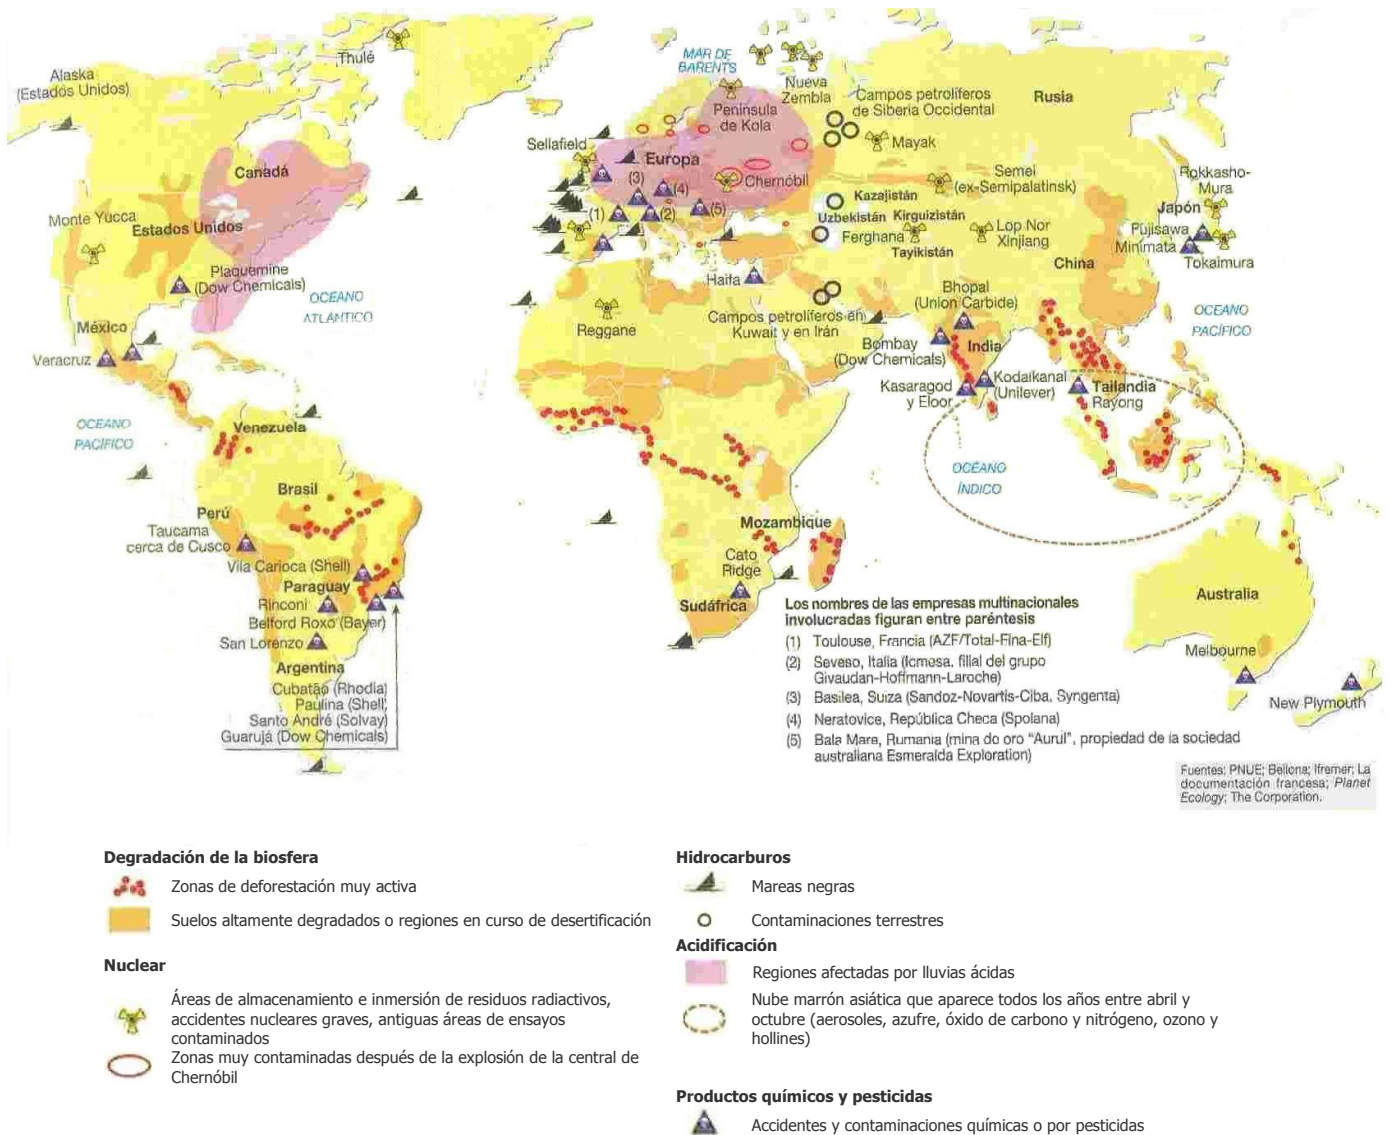 Thulé
Alaska
(Estados Unidos)
MAR DE
BARENTS
Nueva
Zembla
Península
de Kola
Campos petrolíferos
de Siberia Occidental
Rusia
Mayak
Sellafield
Europa
Canadá
(3)
(4)
Chernóbil
Semei
(ex-Semipalatinsk)
Rokkasho-
Mura
Kazajistán
Japón
Monte Yucca
Estados Unidos
(1)
(2)
(5)
Uzbekistán
Kirguizistán
Ferghana
Tayikistán
Lop Nor
Xinjiang
Pujisawa
Minimata
Tokaimura
China
Plaquemine
(Dow Chemicals)
OCEANO
ATLÁNTICO
Haifa
Bhopal
(Union Carbide)
OCEANO
PACÍFICO
Reggane
Campos petrolíferos en
Kuwait y en Irán
México
Veracruz
Bombay
(Dow Chemicals)
India
Kasaragod
y Eloor
Kodaikanal
(Unilever)
Tailandia
Rayong
OCEANO
PACÍFICO
Venezuela
OCÉANO
ÍNDICO
Brasil
Perú
Taucama
cerca de Cusco
Mozambique
Cato
Ridge
Vila Carioca (Shell)
Paraguay
Rinconi
Belford Roxo (Bayer)
San Lorenzo
Sudáfrica
Australia
Melbourne
New Plymouth
Argentina
Cubatão (Rhodia)
Paulina (Shell)
Santo André (Solvay)
Guarujá (Dow Chemicals)
Los nombres de las empresas multinacionales
involucradas figuran entre paréntesis
(1) Toulouse, Francia (AZF/Total-Fina-Elf)
(2) Seveso, Italia (Icmesa, filial del grupo
Givaudan-Hoffmann-Laroche)
(3) Basilea, Suiza (Sandoz-Novartis-Ciba, Syngenta)
(4) Neratovice, República Checa (Spolana)
(5) Baia Mare, Rumania (mina do oro "Aurul", propiedad de la sociedad
australiana Esmeralda Exploration)
Fuentes: PNUE; Bellona; Ifremer; La
documentación francesa; Planet
Ecology; The Corporation.
Degradación de la biosfera
Zonas de deforestación muy activa
Suelos altamente degradados o regiones en curso de desertificación
Nuclear
Áreas de almacenamiento e inmersión de residuos radiactivos,
accidentes nucleares graves, antiguas áreas de ensayos
contaminados
Zonas muy contaminadas después de la explosión de la central de
Chernóbil
Hidrocarburos
Mareas negras
Contaminaciones terrestres
Acidificación
Regiones afectadas por lluvias ácidas
Nube marrón asiática que aparece todos los años entre abril y
octubre (aerosoles, azufre, óxido de carbono y nitrógeno, ozono y
hollines)
Productos químicos y pesticidas
Accidentes y contaminaciones químicas o por pesticidas